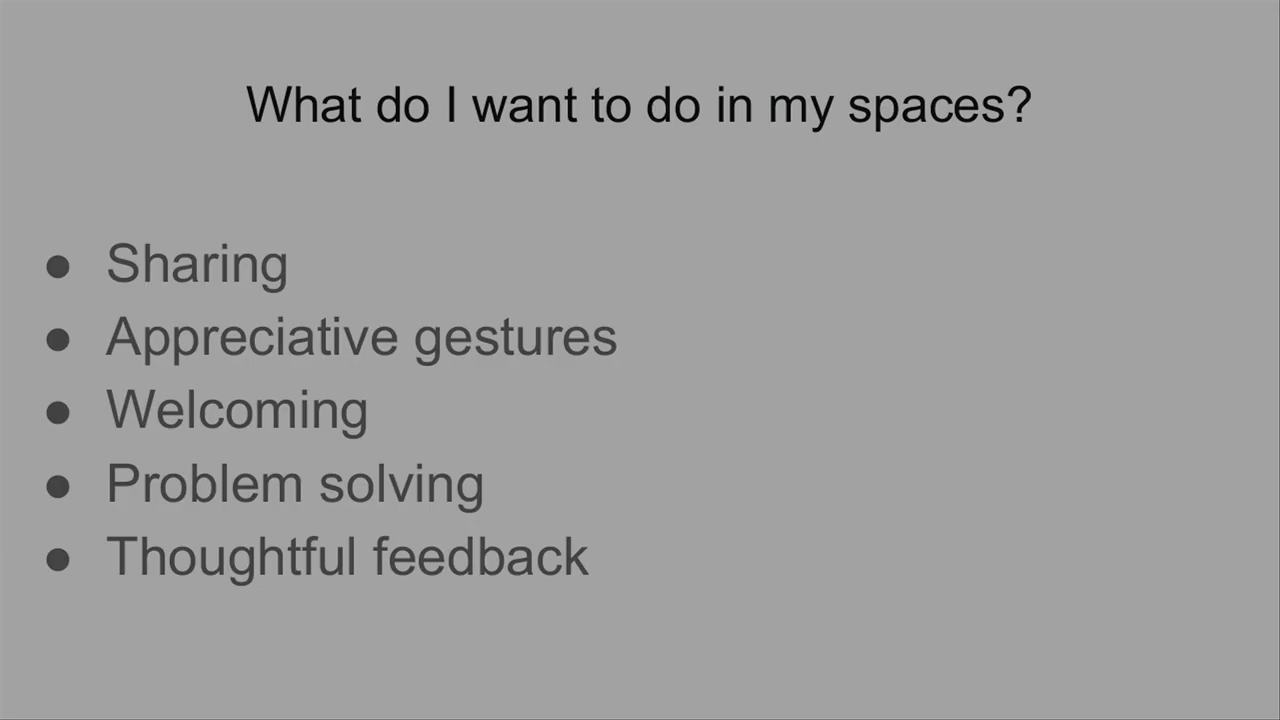 What do I want to do in my spaces?
● Sharing
● Appreciative gestures
● Welcoming
● Problem solving
● Thoughtful feedback